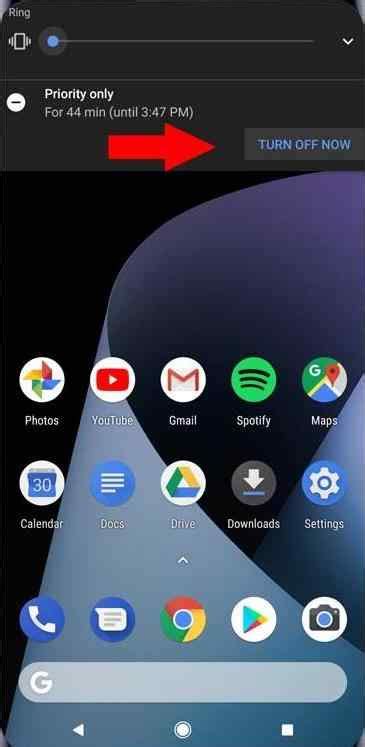 Ring
Priority only
For 44 min (until 3:47 PM)
TURN OFF NOW
Photos YouTube Gmail Spotify Maps
30
Calendar Docs Drive Downloads Settings
G